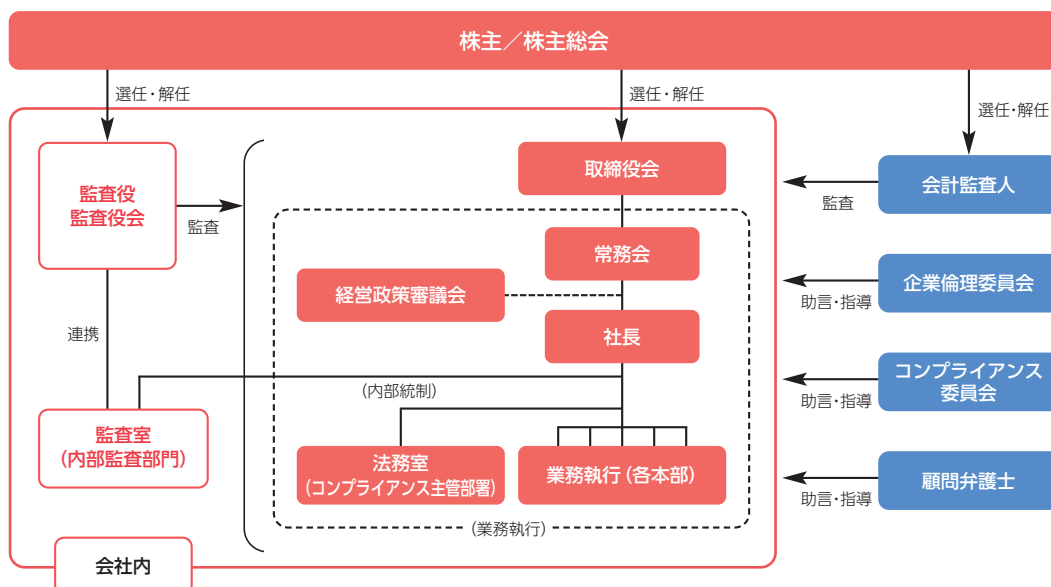 株主／株主総会
選任・解任
選任・解任
選任・解任
監査役
監査役会
監査
取締役会
監査
会計監査人
常務会
経営政策審議会
助言・指導
企業倫理委員会
社長
連携
(内部統制)
助言・指導
コンプライアンス
委員会
監査室
(内部監査部門)
法務室
(コンプライアンス主管部署)
業務執行(各本部)
助言・指導
顧問弁護士
(業務執行)
会社内